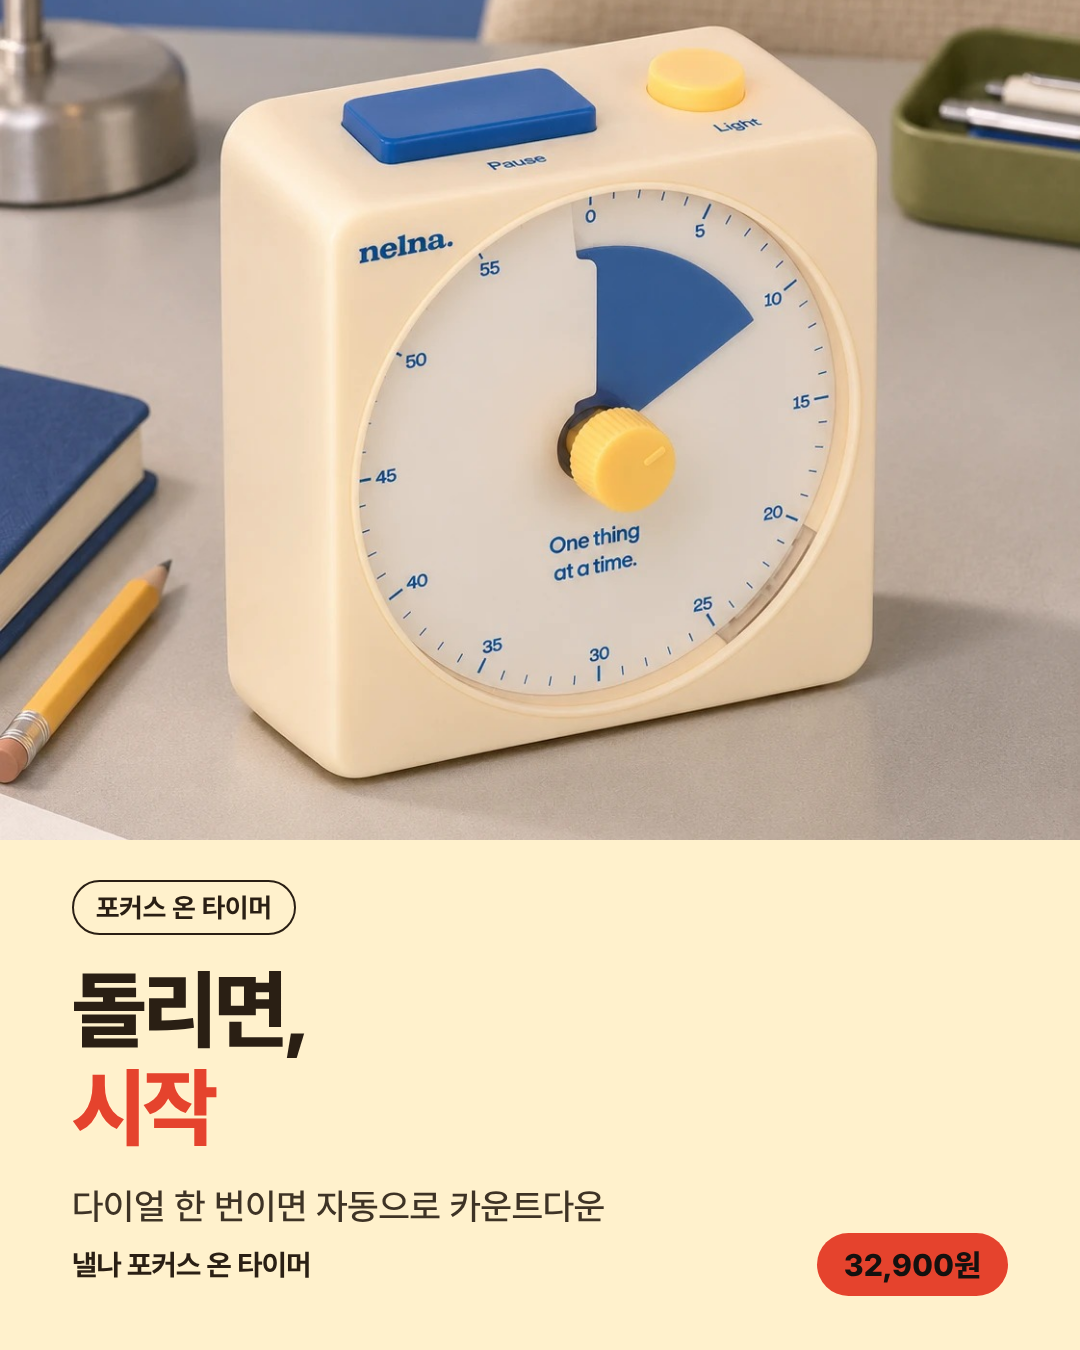 Pause
Light
nelna.
0
5
10
15
20
25
30
35
40
45
50
55
One thing
at a time.
포커스 온 타이머
돌리면,
시작
다이얼 한 번이면 자동으로 카운트다운
낼나 포커스 온 타이머
32,900원